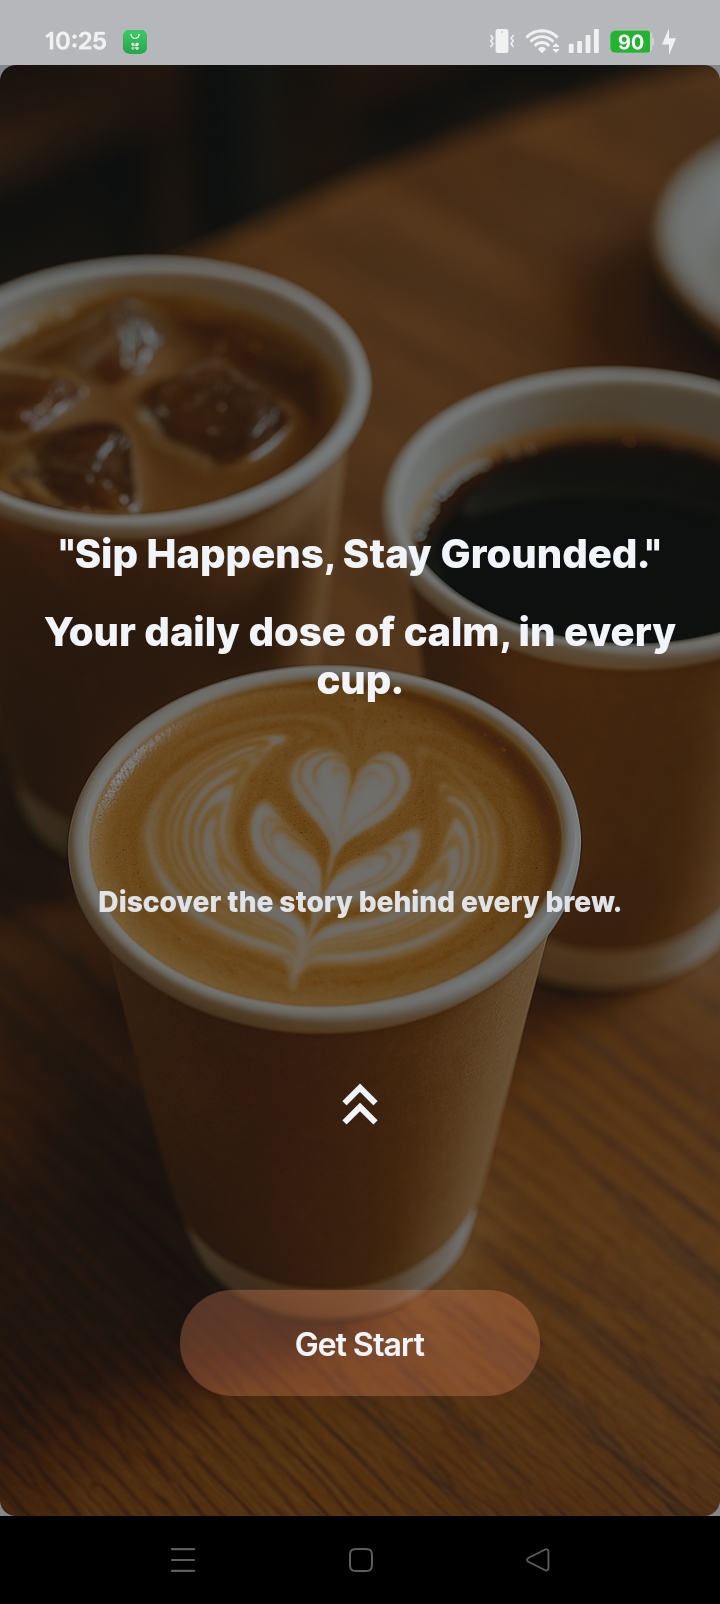 10:25
90
"Sip Happens, Stay Grounded."
Your daily dose of calm, in every
cup.
Discover the story behind every brew.
Get Start